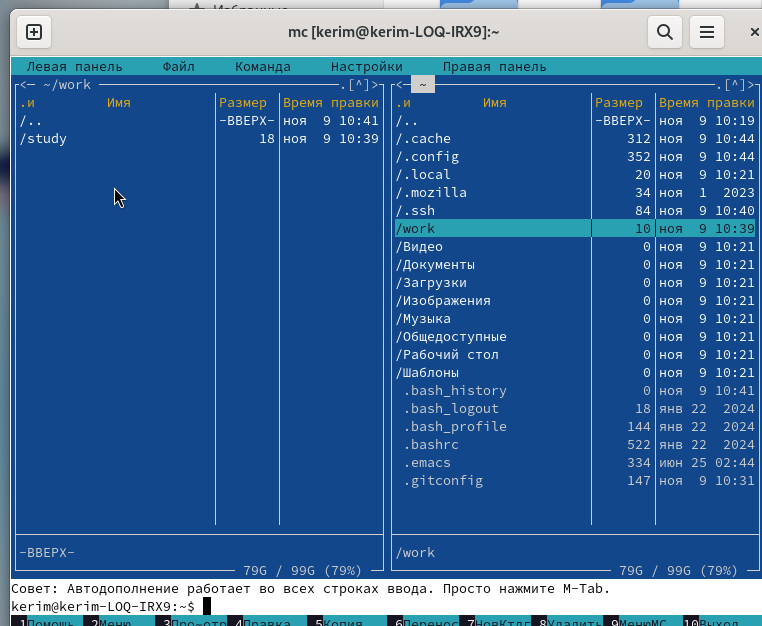 Избранные
mc [kerim@kerim-LOQ-IRX9]:~
Левая панель Файл Команда Настройки Правая панель
<— ~/work .[^]>
.и Имя Размер Время правки
/.. -ВВЕРХ- ноя 9 10:41
/study 18 ноя 9 10:39
-ВВЕРХ-
79G / 99G (79%)
<— ~ .[^]>
.и Имя Размер Время правки
/.. -ВВЕРХ- ноя 9 10:19
/.cache 312 ноя 9 10:44
/.config 352 ноя 9 10:44
/.local 20 ноя 9 10:21
/.mozilla 34 ноя 1 2023
/.ssh 84 ноя 9 10:40
/work 10 ноя 9 10:39
/Видео 0 ноя 9 10:21
/Документы 0 ноя 9 10:21
/Загрузки 0 ноя 9 10:21
/Изображения 0 ноя 9 10:21
/Музыка 0 ноя 9 10:21
/Общедоступные 0 ноя 9 10:21
/Рабочий стол 0 ноя 9 10:21
/Шаблоны 0 ноя 9 10:21
.bash_history 0 ноя 9 10:41
.bash_logout 18 янв 22 2024
.bash_profile 144 янв 22 2024
.bashrc 522 янв 22 2024
.emacs 334 июн 25 02:44
.gitconfig 147 ноя 9 10:31
/work
79G / 99G (79%)
Совет: Автодополнение работает во всех строках ввода. Просто нажмите M-Tab.
kerim@kerim-LOQ-IRX9:~$
1Помощь 2Меню 3Про~отр 4Правка 5Копия 6Перенос 7НовКтлг 8Удалить 9МенюMC 10Выход